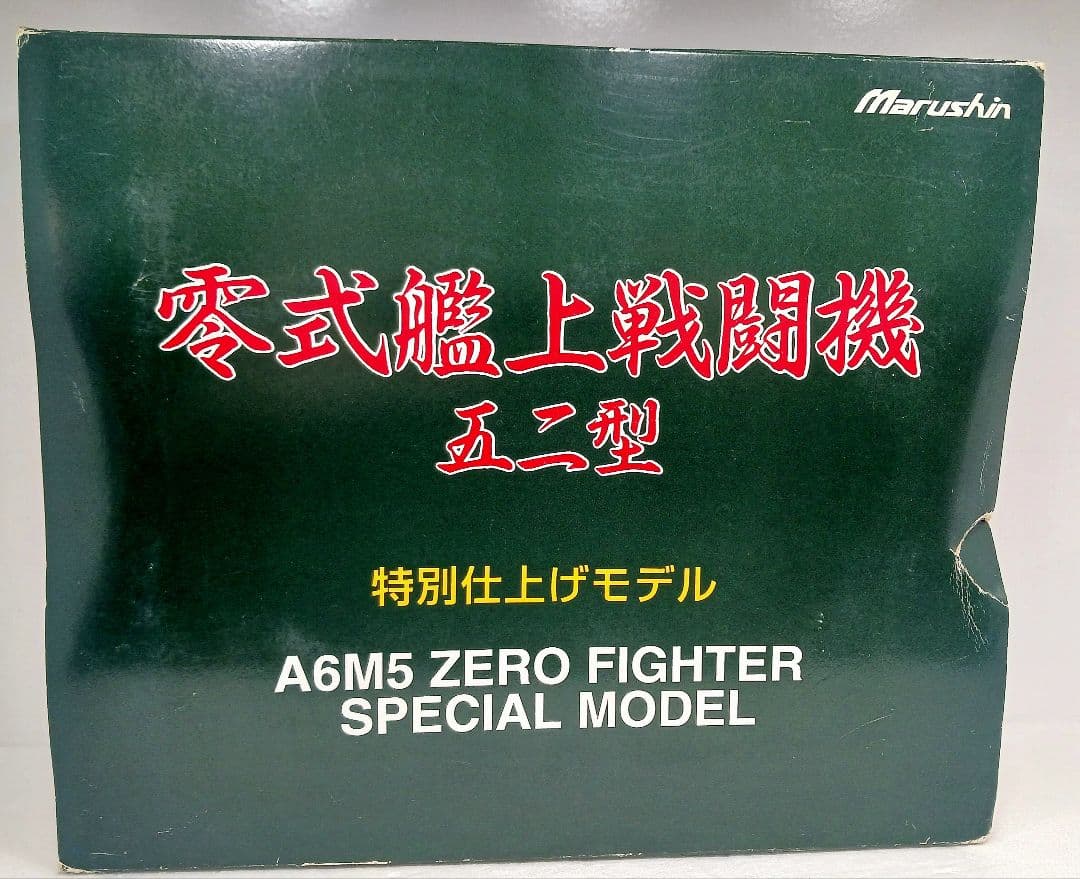 Marushin
零式艦上戦闘機
五二型
特別仕上げモデル
A6M5 ZERO FIGHTER
SPECIAL MODEL